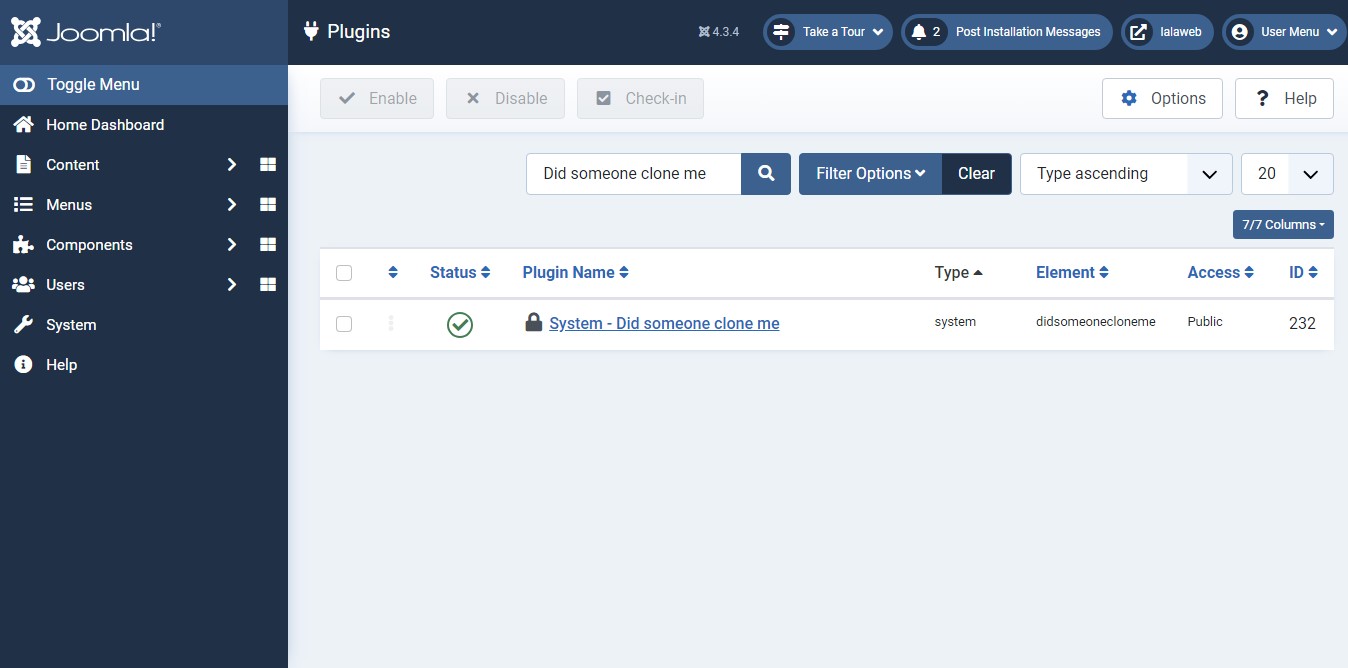 Joomla!®
Plugins
4.3.4
Take a Tour
2 Post Installation Messages
lalaweb
User Menu
Toggle Menu
Home Dashboard
Content
Menus
Components
Users
System
Help
Enable
Disable
Check-in
Options
? Help
Did someone clone me
Filter Options
Clear
Type ascending
20
7/7 Columns
Status Plugin Name Type Element Access ID
System - Did someone clone me system didsomeonecloneme Public 232